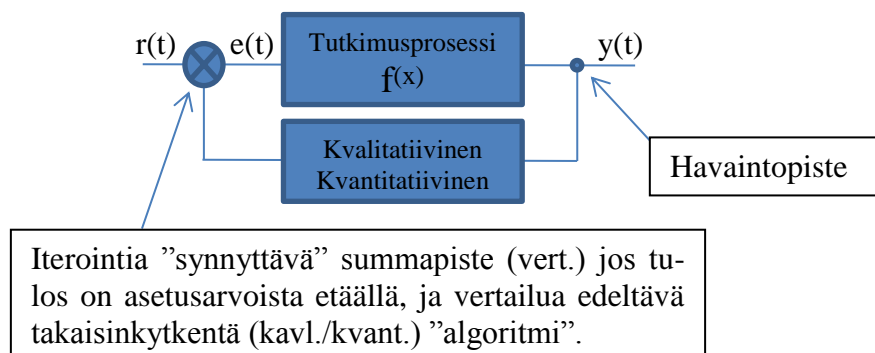 r(t)
e(t)
Tutkimusprosessi
f(x)
y(t)
Kvalitatiivinen
Kvantitatiivinen
Havaintopiste
Iterointia ”synnyttävä” summapiste (vert.) jos tu-
los on asetusarvoista etäällä, ja vertailua edeltävä
takaisinkytkentä (kavl./kvant.) ”algoritmi”.